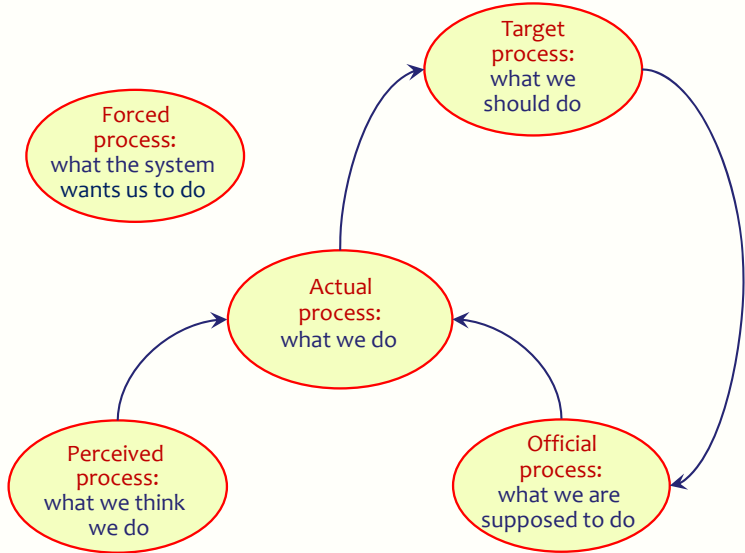 Target
process:
what we
should do
Forced
process:
what the system
wants us to do
Actual
process:
what we do
Perceived
process:
what we think
we do
Official
process:
what we are
supposed to do